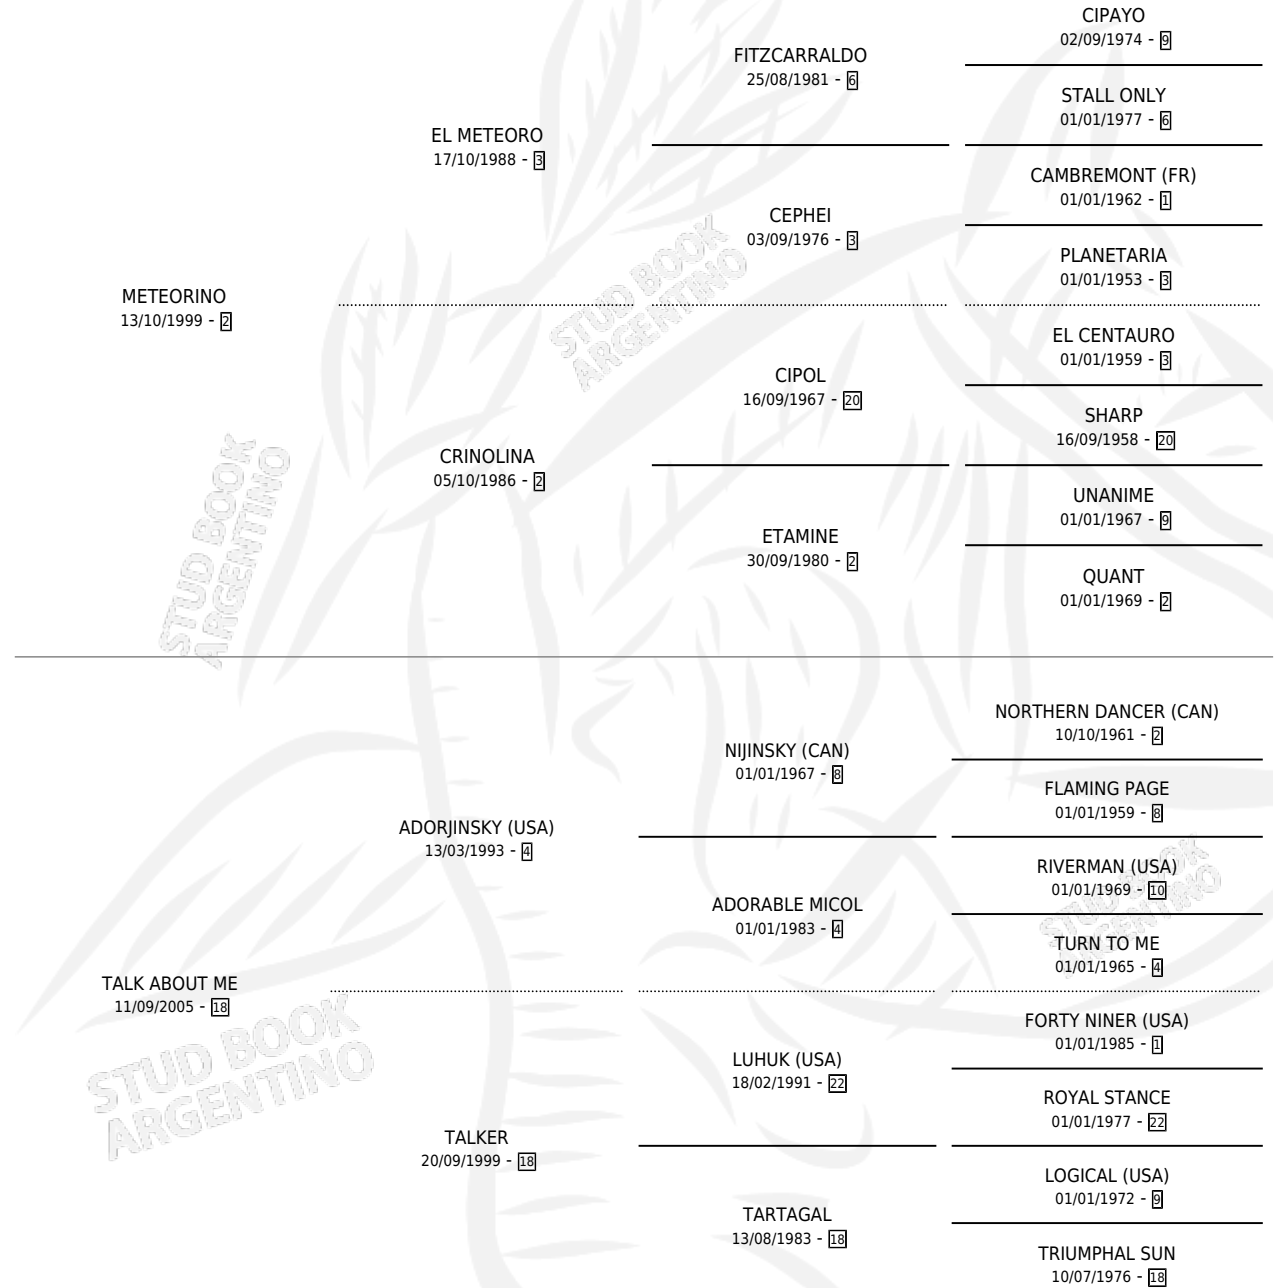 CIPAYO
02/09/1974 - 9
FITZCARRALDO
25/08/1981 - 6
STALL ONLY
01/01/1977 - 6
EL METEORO
17/10/1988 - 3
CAMBREMONT (FR)
01/01/1962 - 1
CEPHEI
03/09/1976 - 3
PLANETARIA
01/01/1953 - 3
METEORINO
13/10/1999 - 2
EL CENTAURO
01/01/1959 - 3
CIPOL
16/09/1967 - 20
SHARP
16/09/1958 - 20
CRINOLINA
05/10/1986 - 2
UNANIME
01/01/1967 - 9
ETAMINE
30/09/1980 - 2
QUANT
01/01/1969 - 2
STUD BOOK
ARGENTINO
STUD BOOK
ARGENTINO
NORTHERN DANCER (CAN)
10/10/1961 - 2
NIJINSKY (CAN)
01/01/1967 - 8
FLAMING PAGE
01/01/1959 - 8
ADORJINSKY (USA)
13/03/1993 - 4
RIVERMAN (USA)
01/01/1969 - 10
ADORABLE MICOL
01/01/1983 - 4
TURN TO ME
01/01/1965 - 4
STUD BOOK
ARGENTINO
TALK ABOUT ME
11/09/2005 - 18
FORTY NINER (USA)
01/01/1985 - 1
LUHUK (USA)
18/02/1991 - 22
ROYAL STANCE
01/01/1977 - 22
TALKER
20/09/1999 - 18
LOGICAL (USA)
01/01/1972 - 9
TARTAGAL
13/08/1983 - 18
TRIUMPHAL SUN
10/07/1976 - 18
STUD BOOK
ARGENTINO